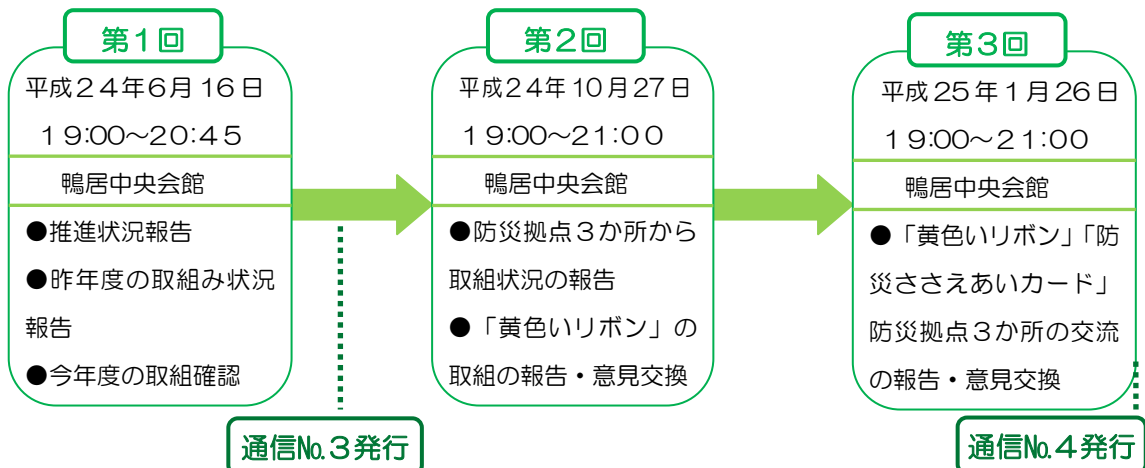 第１回
平成２４年６月16日
１９:００～２０:４５
鴨居中央会館
●推進状況報告
●昨年度の取組み状況
報告
●今年度の取組確認
通信№３発行
第２回
平成２４年10月２７日
１９:００～２１:００
鴨居中央会館
●防災拠点３か所から
取組状況の報告
●「黄色いリボン」の
取組の報告・意見交換
第３回
平成25年１月２６日
１９:００～２１:００
鴨居中央会館
●「黄色いリボン」「防
災ささえあいカード」
防災拠点３か所の交流
の報告・意見交換
通信№４発行